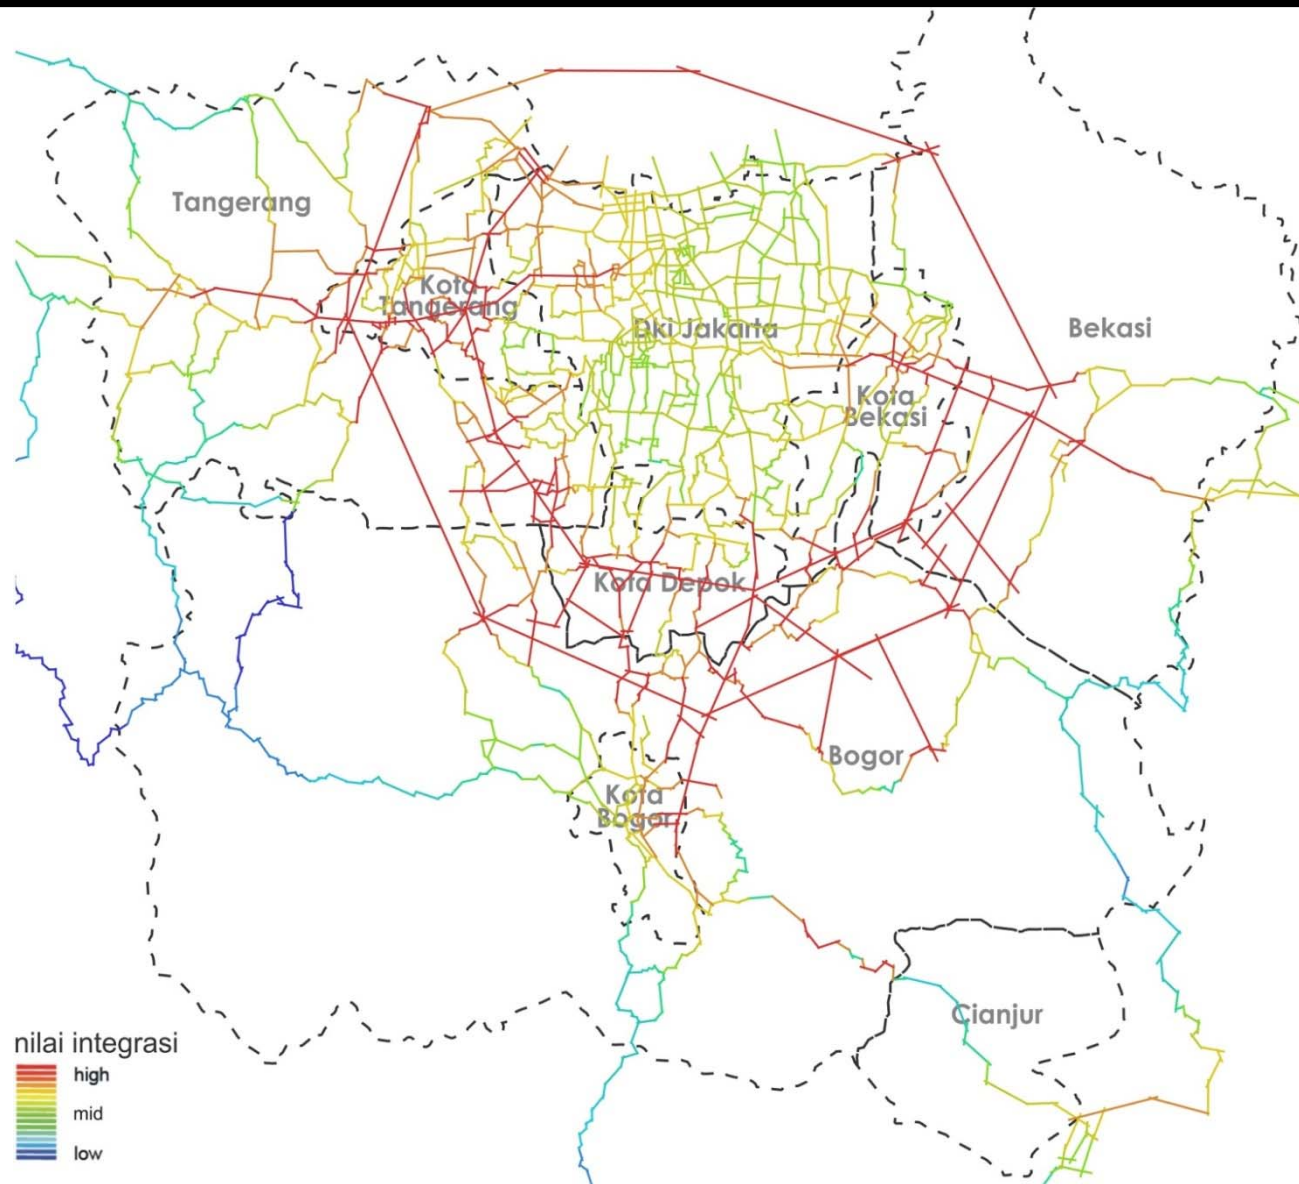 Tangerang
Kota
Tangerang
Dki Jakarta
Bekasi
Kota
Bekasi
Kota Depok
Bogor
Kota
Bogor
Cianjur
nilai integrasi
high
mid
low